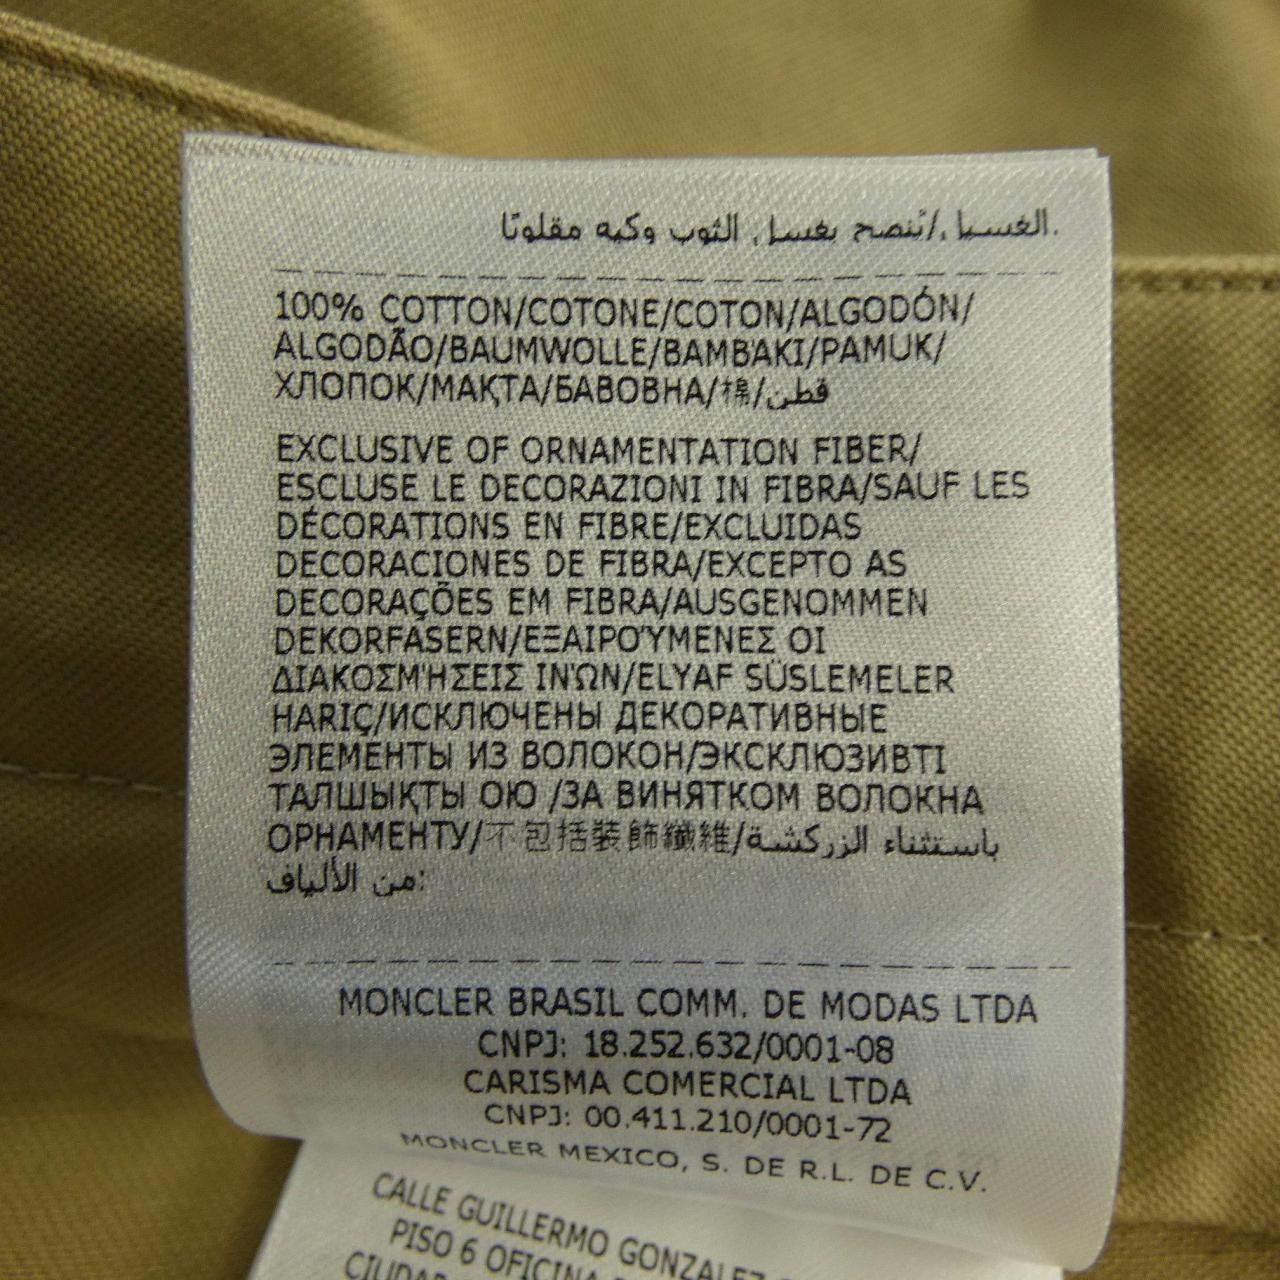 الغسيل/يُنصح بغسل الثوب وكيه مقلوبًا.
100% COTTON/COTONE/COTON/ALGODÓN/
ALGODÃO/BAUMWOLLE/BAMBΆKI/PAMUK/
ХЛОПОК/МАҚТА/БАВОВНА/棉/قطن
EXCLUSIVE OF ORNAMENTATION FIBER/
ESCLUSE LE DECORAZIONI IN FIBRA/SAUF LES
DÉCORATIONS EN FIBRE/EXCLUIDAS
DECORACIONES DE FIBRA/EXCEPTO AS
DECORAÇÕES EM FIBRA/AUSGENOMMEN
DEKORFASERN/ΕΞΑΙΡΟΎΜΕΝΕΣ ΟΙ
ΔΙΑΚΟΣΜΉΣΕΙΣ ΙΝΏΝ/ELYAF SÜSLEMELER
HARIÇ/ИСКЛЮЧЕНЫ ДЕКОРАТИВНЫЕ
ЭЛЕМЕНТЫ ИЗ ВОЛОКОН/ЭКСКЛЮЗИВТІ
ТАЛШЫҚТЫ ОЮ /ЗА ВИНЯТКОМ ВОЛОКНА
ОРНАМЕНТУ/不包括裝飾纖維/باستثناء الزركشة
من الألياف:
MONCLER BRASIL COMM. DE MODAS LTDA
CNPJ: 18.252.632/0001-08
CARISMA COMERCIAL LTDA
CNPJ: 00.411.210/0001-72
MONCLER MEXICO, S. DE R.L. DE C.V.
CALLE GUILLERMO GONZALEZ
PISO 6 OFICINA